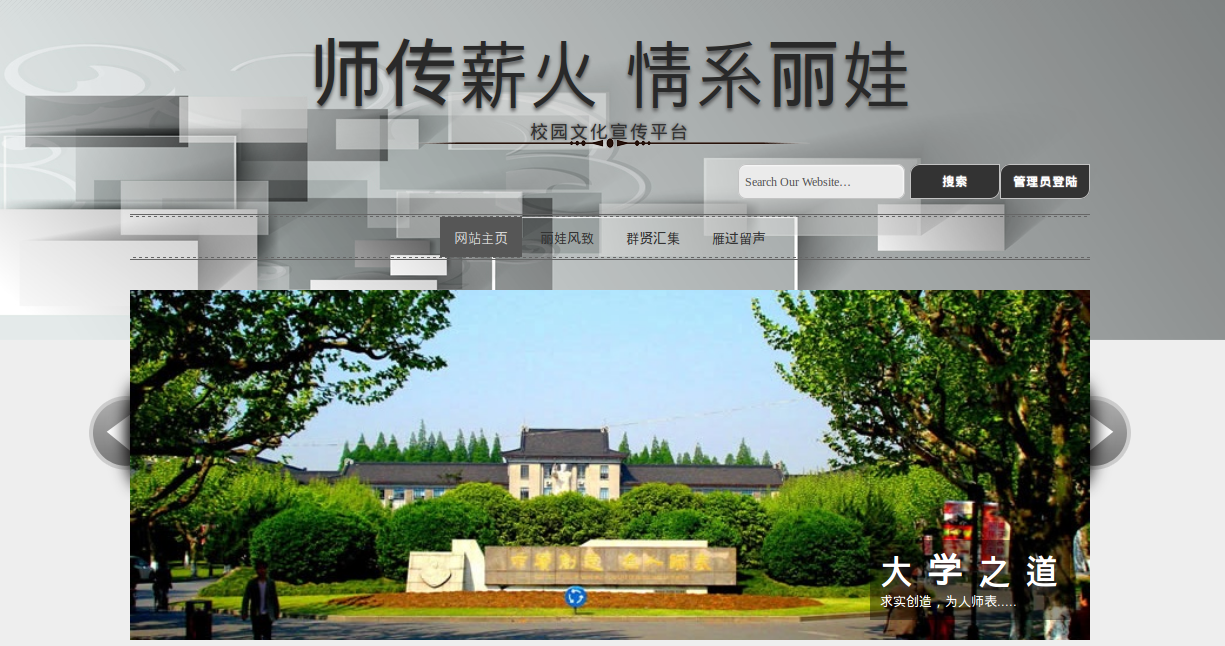 师传薪火 情系丽娃
校园文化宣传平台
Search Our Website… 搜索 管理员登陆
网站主页 丽娃风致 群贤汇集 雁过留声
大学之道
求实创造，为人师表.....